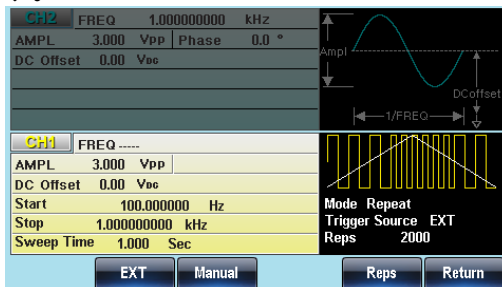 CH2 FREQ 1.000000000 kHz
AMPL 3.000 VPP Phase 0.0 °
DC Offset 0.00 VDC
Ampl
DCoffset
1/FREQ
CH1 FREQ -----
AMPL 3.000 VPP
DC Offset 0.00 VDC
Start 100.000000 Hz
Stop 1.000000000 kHz
Sweep Time 1.000 Sec
Mode Repeat
Trigger Source EXT
Reps 2000
EXT Manual Reps Return